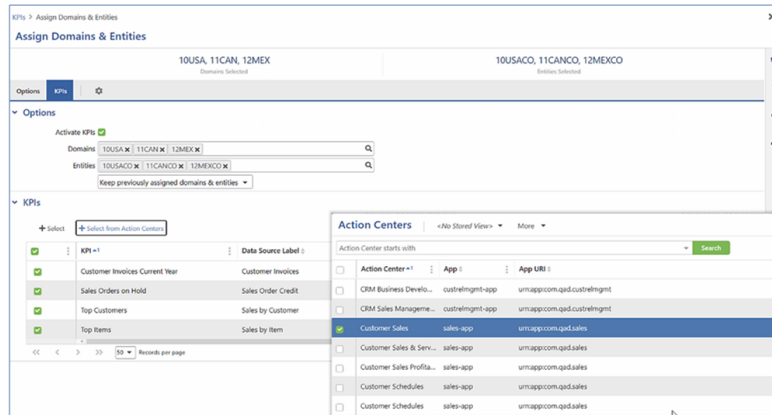 KPIs > Assign Domains & Entities
Assign Domains & Entities
10USA, 11CAN, 12MEX
Domains Selected
10USACO, 11CANCO, 12MEXCO
Entities Selected
Options KPIs
Options
Activate KPIs
Domains 10USA x 11CAN x 12MEX x
Entities 10USACO x 11CANCO x 12MEXCO x
Keep previously assigned domains & entities
KPIs
+ Select + Select from Action Centers
KPI 1 Data Source Label
Customer Invoices Current Year Customer Invoices
Sales Orders on Hold Sales Order Credit
Top Customers Sales by Customer
Top Items Sales by Item
50 Records per page
Action Centers <No Stored View> More
Action Center starts with Search
Action Center 1 App App URI
CRM Business Develo... custrelmgmt-app urn:app:com.qad.custrelmgmt
CRM Sales Manageme... custrelmgmt-app urn:app:com.qad.custrelmgmt
Customer Sales sales-app urn:app:com.qad.sales
Customer Sales & Serv... sales-app urn:app:com.qad.sales
Customer Sales Profita... sales-app urn:app:com.qad.sales
Customer Schedules sales-app urn:app:com.qad.sales
Customer Schedules sales-app urn:app:com.qad.sales